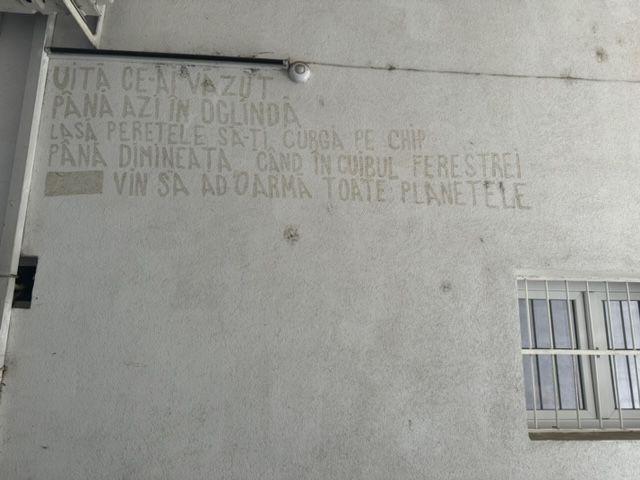 UITĂ CE-AI VĂZUT
PÂNĂ AZI ÎN OGLINDĂ
LASĂ PERETELE SĂ-ȚI CURGĂ PE CHIP
PÂNĂ DIMINEAȚĂ, CÂND ÎN CUIBUL FERESTREI
VIN SĂ ADOARMĂ TOATE PLANETELE